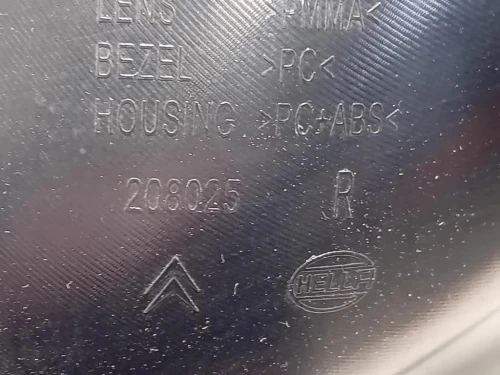 LENS >PMMA<
BEZEL >PC<
HOUSING >PC+ABS<
208025 R
HELLA